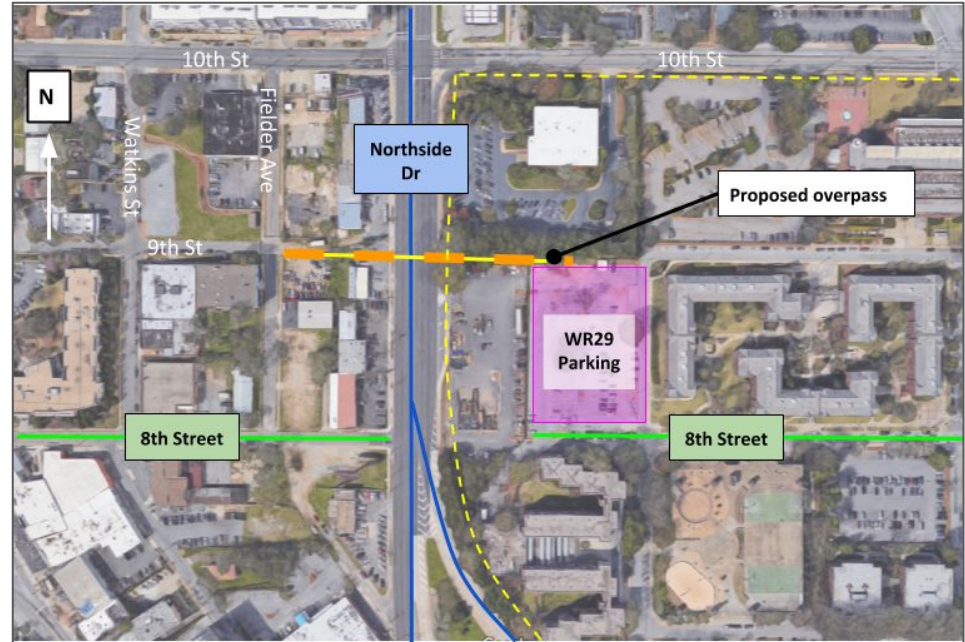 10th St
10th St
N
Watkins St
Fielder Ave
Northside
Dr
Proposed overpass
9th St
WR29
Parking
8th Street
8th Street